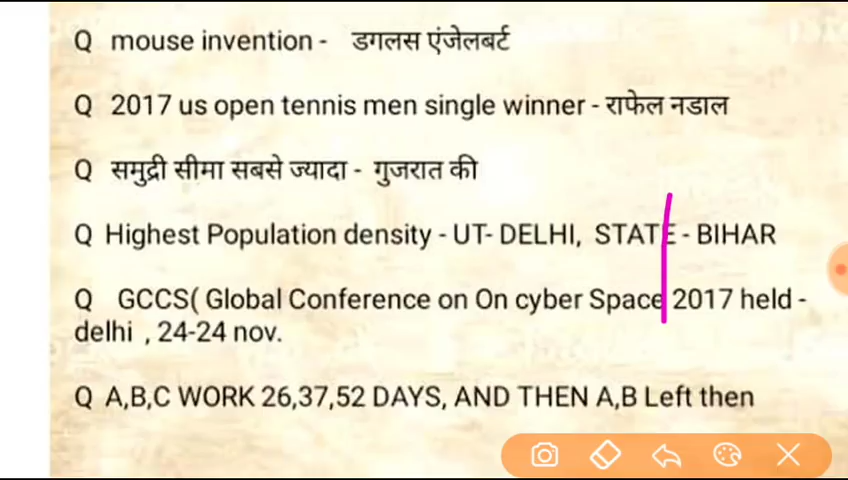 Q mouse invention - डगलस एंजेलबर्ट
Q 2017 us open tennis men single winner - राफेल नडाल
Q समुद्री सीमा सबसे ज्यादा - गुजरात की
Q Highest Population density - UT- DELHI, STATE - BIHAR
Q GCCS( Global Conference on On cyber Space 2017 held -
delhi , 24-24 nov.
Q A,B,C WORK 26,37,52 DAYS, AND THEN A,B Left then